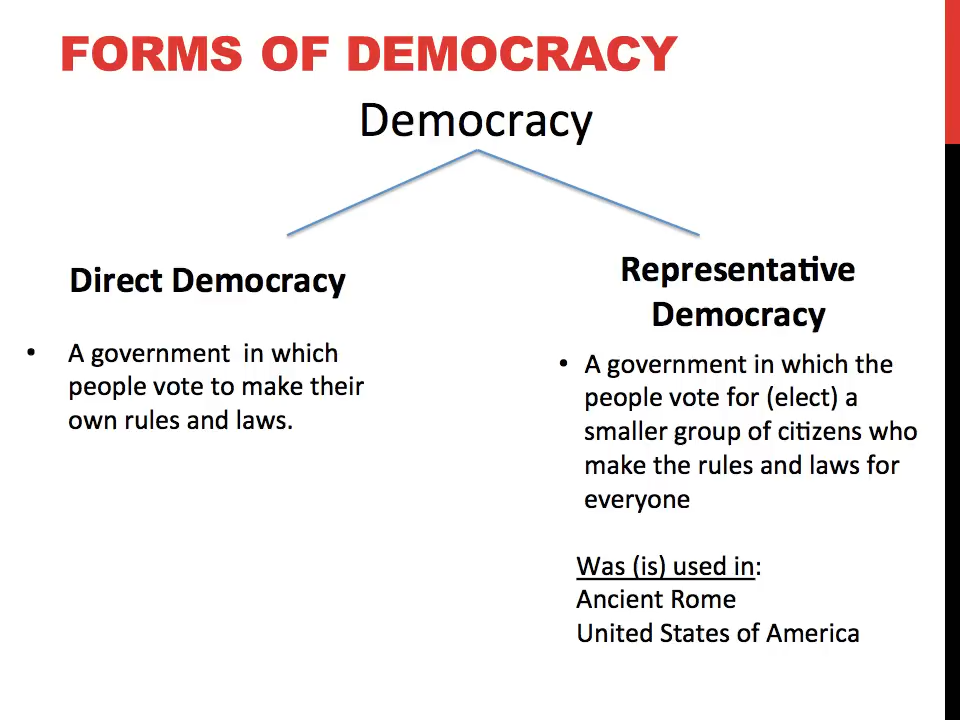 FORMS OF DEMOCRACY
Democracy
Direct Democracy
• A government in which
people vote to make their
own rules and laws.
Representative
Democracy
• A government in which the
people vote for (elect) a
smaller group of citizens who
make the rules and laws for
everyone
Was (is) used in:
Ancient Rome
United States of America